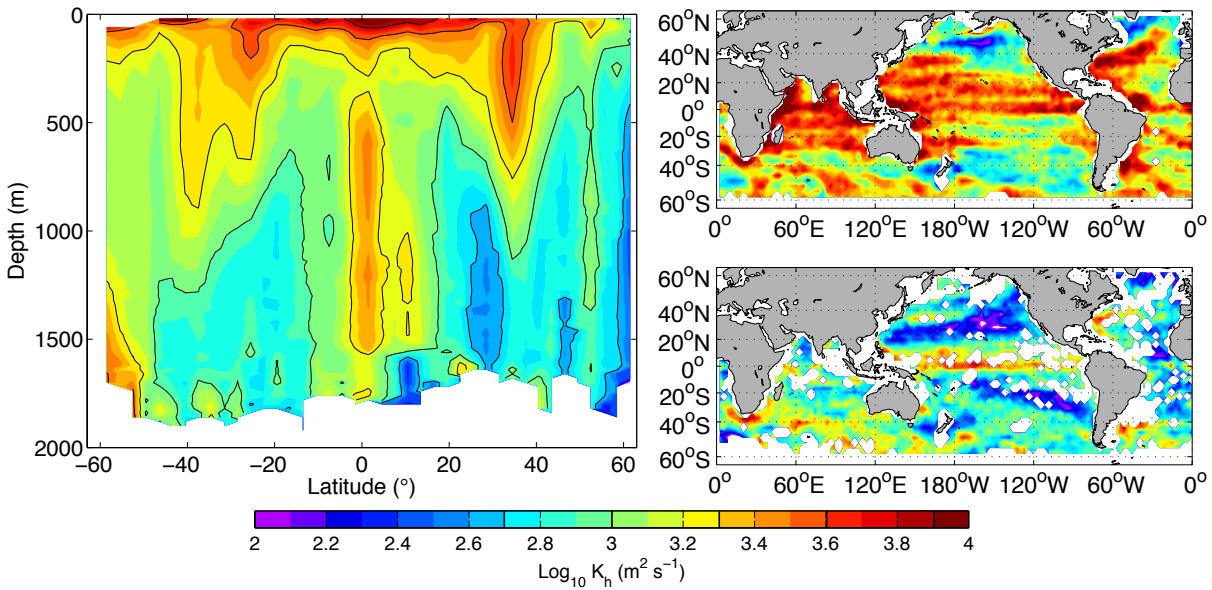 0
500
1000
1500
2000
Depth (m)
−60 −40 −20 0 20 40 60
Latitude (°)
60°N
40°N
20°N
0°
20°S
40°S
60°S
0° 60°E 120°E 180°W 120°W 60°W 0°
60°N
40°N
20°N
0°
20°S
40°S
60°S
0° 60°E 120°E 180°W 120°W 60°W 0°
2 2.2 2.4 2.6 2.8 3 3.2 3.4 3.6 3.8 4
Log₁₀ Kₕ (m² s⁻¹)